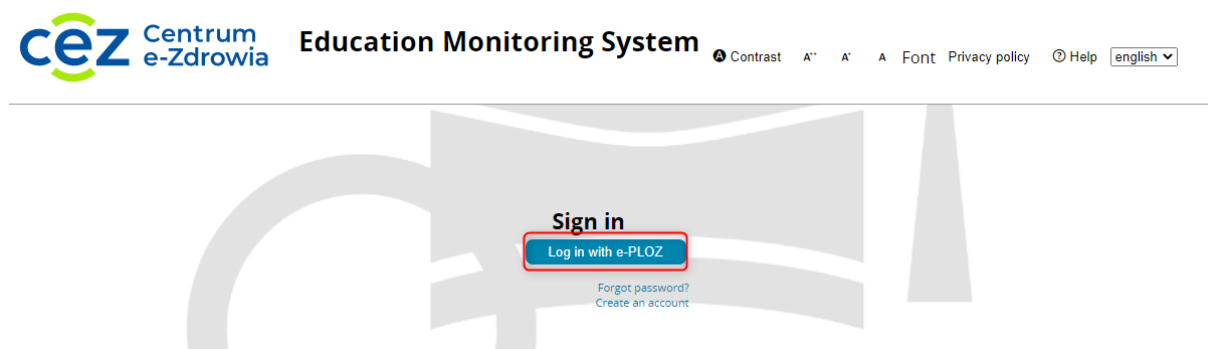 cez Centrum
e-Zdrowia
Education Monitoring System
A Contrast A++ A+ A Font Privacy policy ? Help english
Sign in
Log in with e-PLOZ
Forgot password?
Create an account